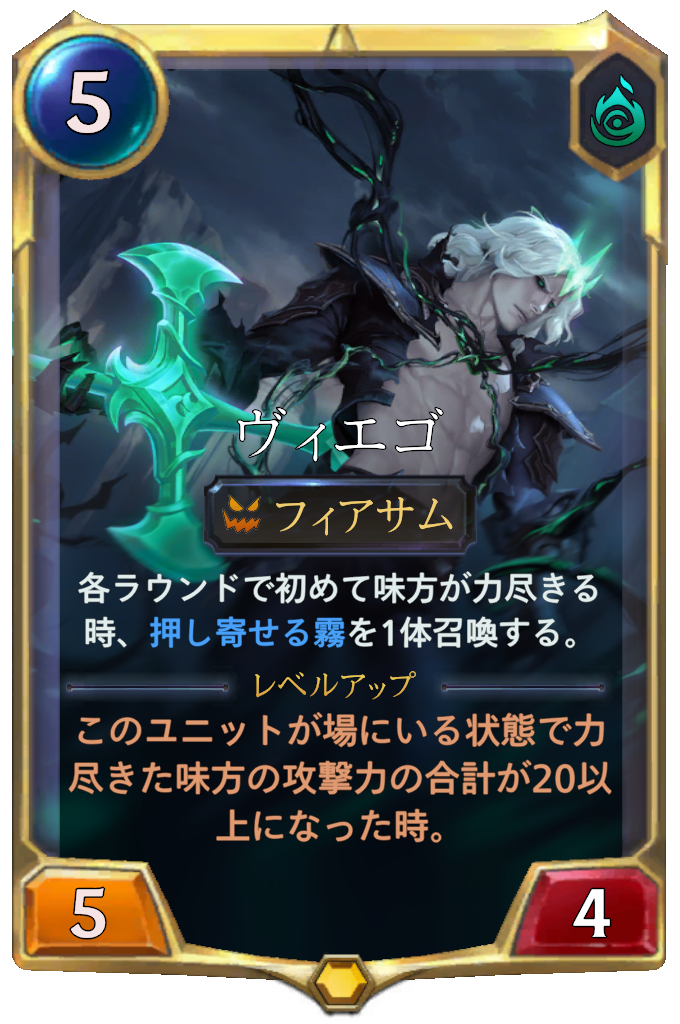 5
ヴィエゴ
フィアサム
各ラウンドで初めて味方が力尽きる
時、押し寄せる霧を1体召喚する。
レベルアップ
このユニットが場にいる状態で力
尽きた味方の攻撃力の合計が20以
上になった時。
5
4